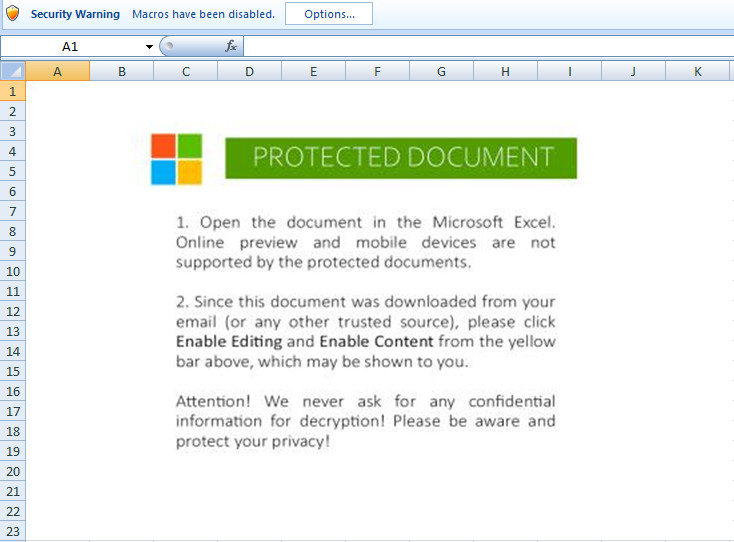 Security Warning Macros have been disabled. Options...
A1 fx
A B C D E F G H I J K
1
2
3
4
5
6
7
8
9
10
11
12
13
14
15
16
17
18
19
20
21
22
23
PROTECTED DOCUMENT
1. Open the document in the Microsoft Excel.
Online preview and mobile devices are not
supported by the protected documents.
2. Since this document was downloaded from your
email (or any other trusted source), please click
Enable Editing and Enable Content from the yellow
bar above, which may be shown to you.
Attention! We never ask for any confidential
information for decryption! Please be aware and
protect your privacy!